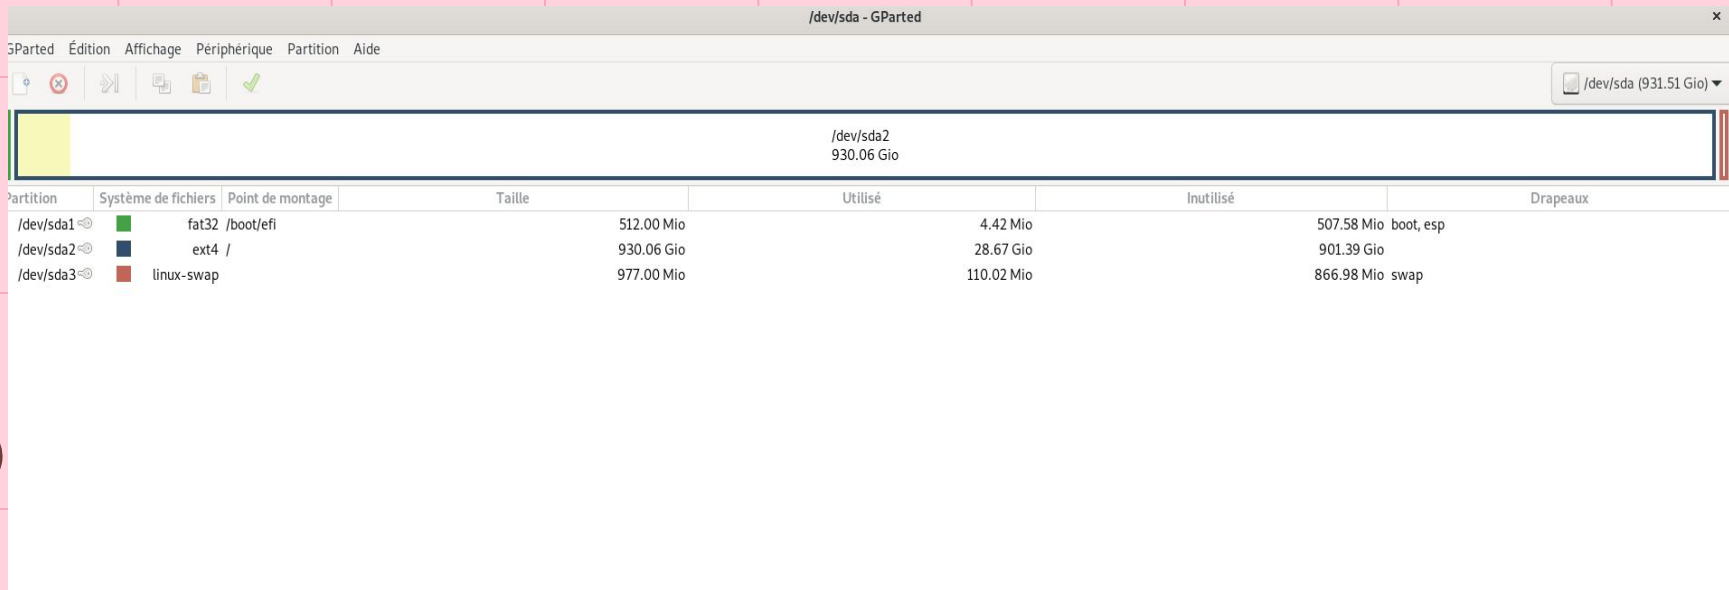 /dev/sda - GParted ×
GParted Édition Affichage Périphérique Partition Aide
/dev/sda (931.51 Gio)
/dev/sda2
930.06 Gio
Partition Système de fichiers Point de montage Taille Utilisé Inutilisé Drapeaux
/dev/sda1 fat32 /boot/efi 512.00 Mio 4.42 Mio 507.58 Mio boot, esp
/dev/sda2 ext4 / 930.06 Gio 28.67 Gio 901.39 Gio
/dev/sda3 linux-swap 977.00 Mio 110.02 Mio 866.98 Mio swap